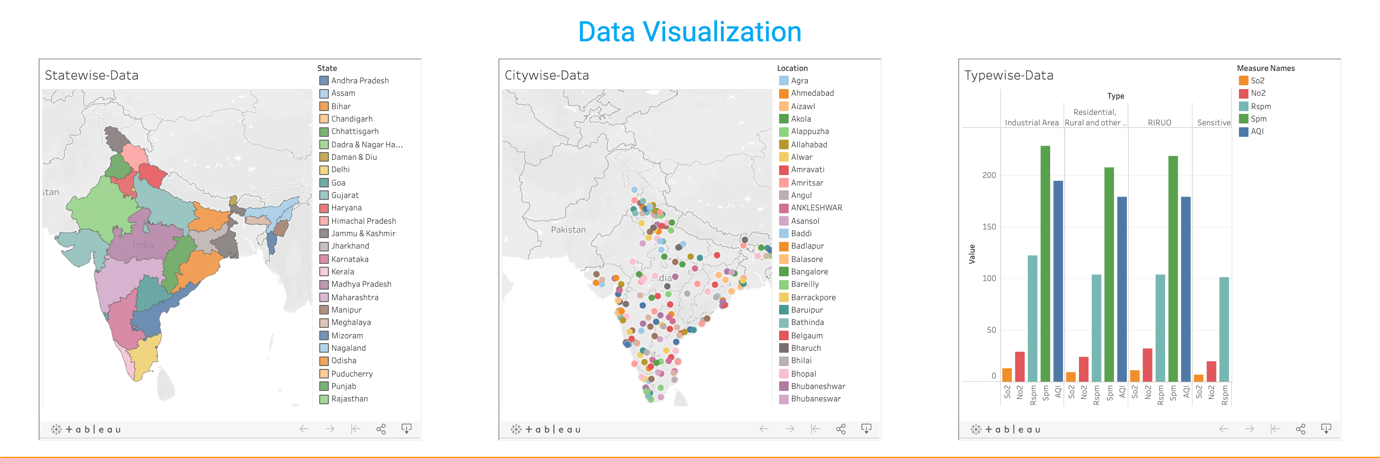 Data Visualization
Statewise-Data
State
Andhra Pradesh
Assam
Bihar
Chandigarh
Chhattisgarh
Dadra & Nagar Ha...
Daman & Diu
Delhi
Goa
Gujarat
Haryana
Himachal Pradesh
Jammu & Kashmir
Jharkhand
Karnataka
Kerala
Madhya Pradesh
Maharashtra
Manipur
Meghalaya
Mizoram
Nagaland
Odisha
Puducherry
Punjab
Rajasthan
stan
India
+ableau
Citywise-Data
Location
Agra
Ahmedabad
Aizawl
Akola
Alappuzha
Allahabad
Alwar
Amravati
Amritsar
Angul
ANKLESHWAR
Asansol
Baddi
Badlapur
Balasore
Bangalore
Bareilly
Barrackpore
Baruipur
Bathinda
Belgaum
Bharuch
Bhilai
Bhopal
Bhubaneshwar
Bhubaneswar
Pakistan
dia
+ableau
Typewise-Data
Measure Names
So2
No2
Rspm
Spm
AQI
Type
Industrial Area
Residential,
Rural and other ..
RIRUO
Sensitive
Value
200
150
100
50
0
So2 No2 Rspm Spm AQI So2 No2 Rspm Spm AQI So2 No2 Rspm Spm AQI So2 No2 Rspm
+ableau